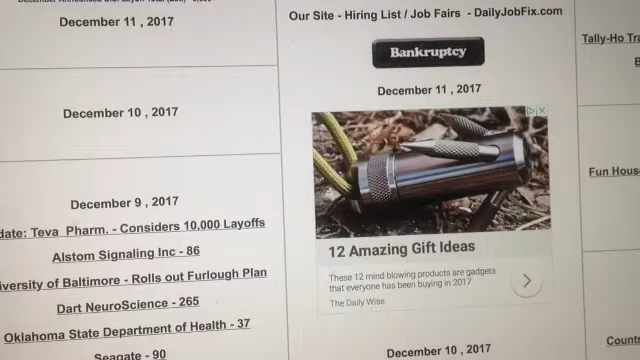 December 11 , 2017
December 10 , 2017
December 9 , 2017
date: Teva Pharm. - Considers 10,000 Layoffs
Alstom Signaling Inc - 86
iversity of Baltimore - Rolls out Furlough Plan
Dart NeuroScience - 265
Oklahoma State Department of Health - 37
Seagate - 90
Our Site - Hiring List / Job Fairs - DailyJobFix.com
Bankruptcy
December 11 , 2017
12 Amazing Gift Ideas
These 12 mind blowing products are gadgets
that everyone has been buying in 2017
The Daily Wise
December 10 , 2017
Tally-Ho Tra
B
Fun Hous
Count